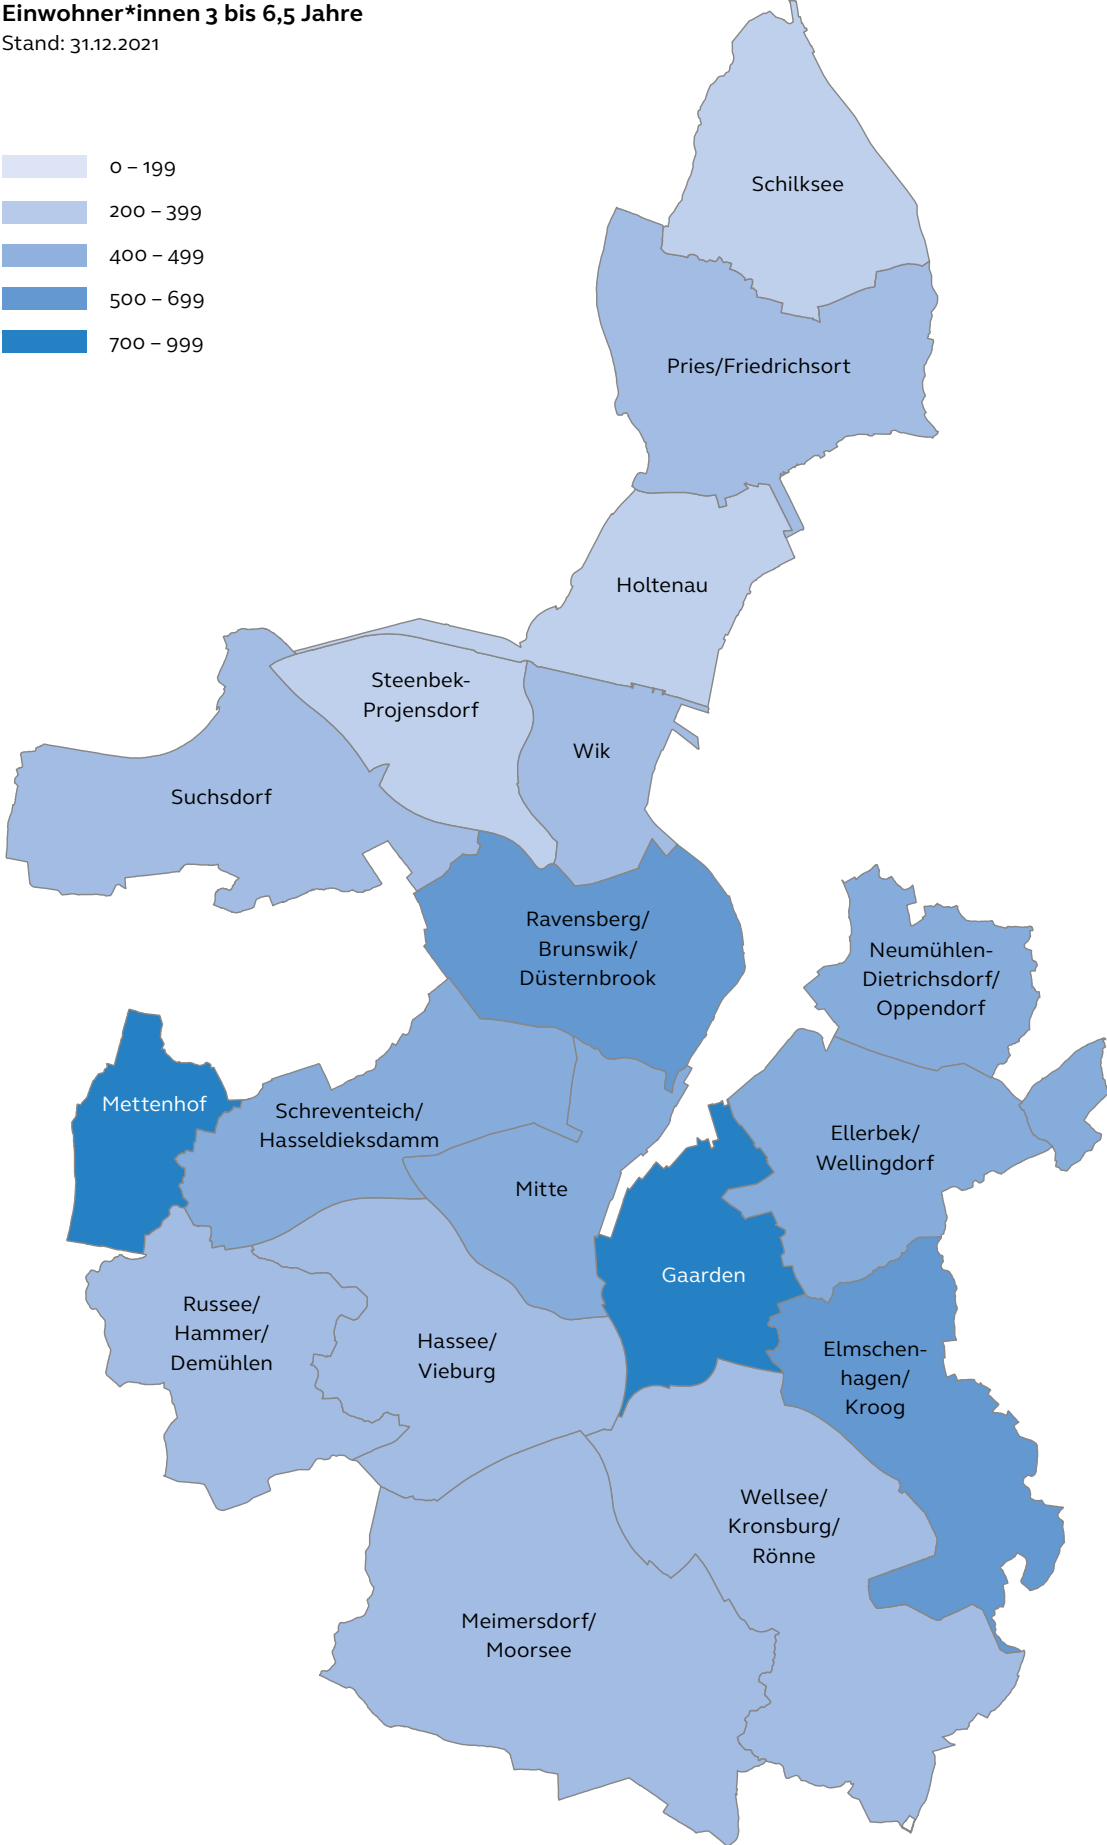 Einwohner*innen 3 bis 6,5 Jahre
Stand: 31.12.2021
0 – 199
200 – 399
400 – 499
500 – 699
700 – 999
Schilksee
Pries/Friedrichsort
Holtenau
Steenbek-
Projensdorf
Wik
Suchsdorf
Ravensberg/
Brunswik/
Düsternbrook
Neumühlen-
Dietrichsdorf/
Oppendorf
Mettenhof
Schreventeich/
Hasseldieksdamm
Ellerbek/
Wellingdorf
Mitte
Gaarden
Russee/
Hammer/
Demühlen
Hassee/
Vieburg
Elmschen-
hagen/
Kroog
Wellsee/
Kronsburg/
Rönne
Meimersdorf/
Moorsee